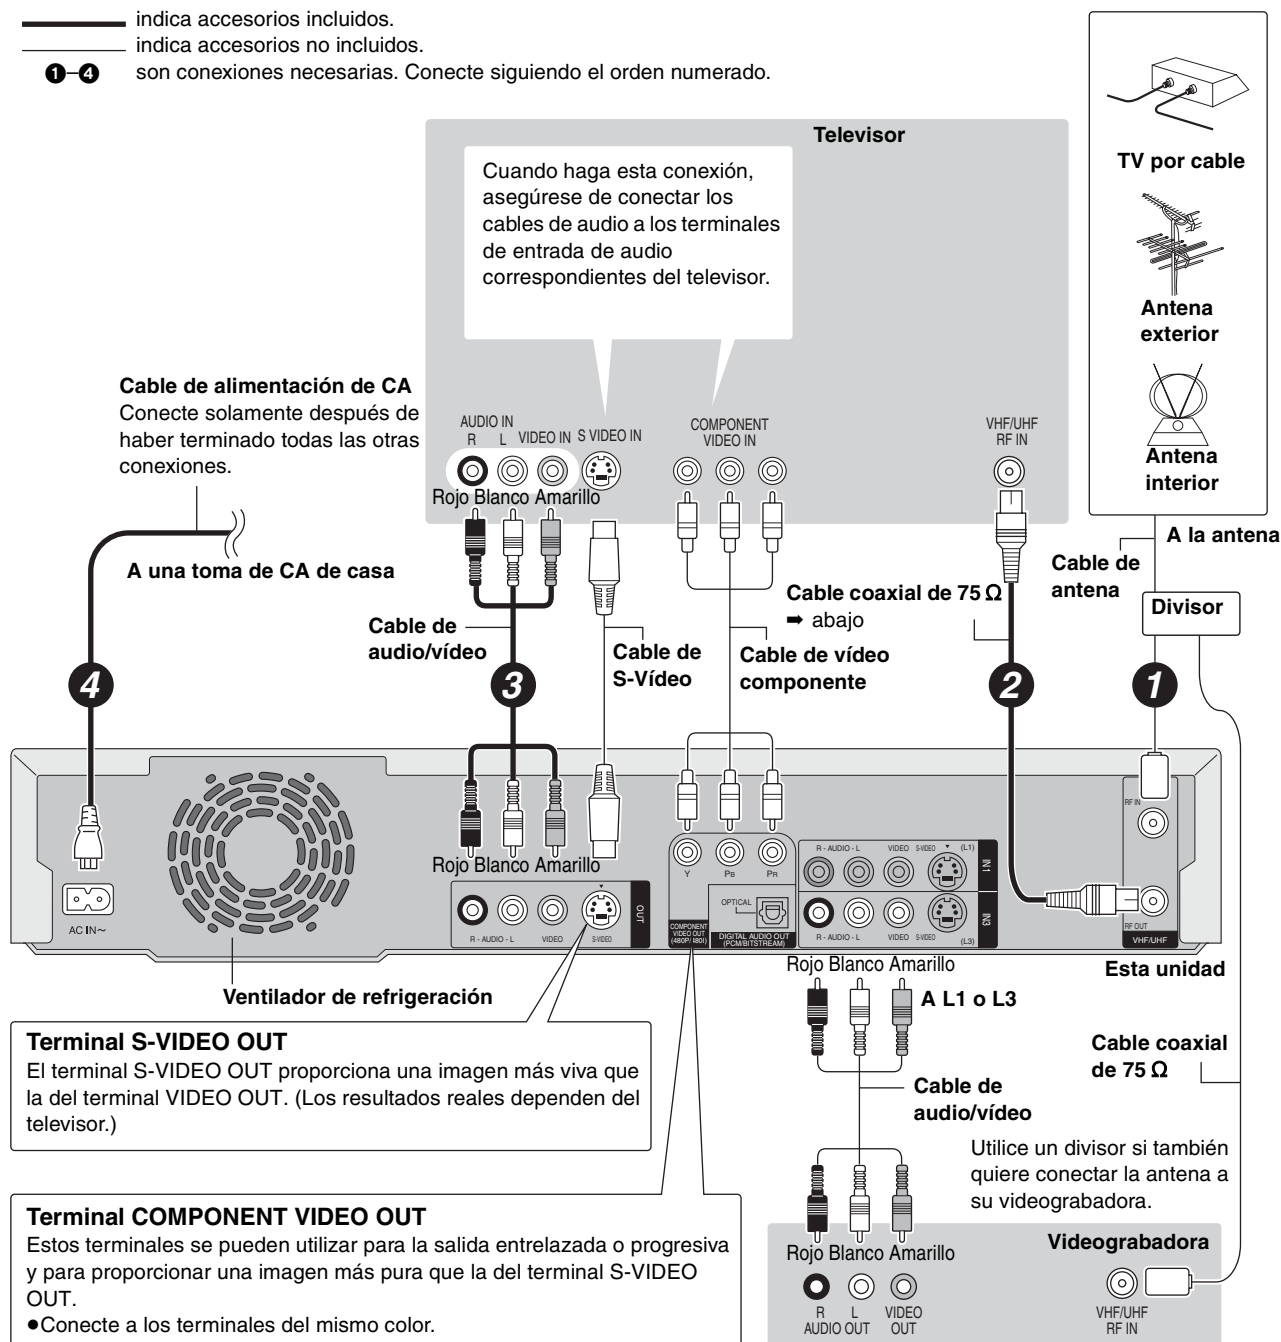 indica accesorios incluidos.
indica accesorios no incluidos.
❶–❹ son conexiones necesarias. Conecte siguiendo el orden numerado.
Televisor
Cuando haga esta conexión,
asegúrese de conectar los
cables de audio a los terminales
de entrada de audio
correspondientes del televisor.
TV por cable
Antena
exterior
Antena
interior
Cable de alimentación de CA
Conecte solamente después de
haber terminado todas las otras
conexiones.
AUDIO IN
R L VIDEO IN S VIDEO IN
COMPONENT
VIDEO IN
VHF/UHF
RF IN
Rojo Blanco Amarillo
A la antena
Cable de
antena
A una toma de CA de casa
Cable coaxial de 75 Ω
➡ abajo
Divisor
Cable de
audio/vídeo
Cable de
S-Vídeo
Cable de vídeo
componente
4
3
2
1
RF IN
Rojo Blanco Amarillo
Y PB PR
R - AUDIO - L VIDEO S-VIDEO (L1)
IN1
OPTICAL
AC IN~
R - AUDIO - L VIDEO S-VIDEO
OUT
COMPONENT
VIDEO OUT
(480P/480I)
DIGITAL AUDIO OUT
(PCM/BITSTREAM)
R - AUDIO - L VIDEO S-VIDEO (L3)
IN3
RF OUT
VHF/UHF
Rojo Blanco Amarillo
Esta unidad
Ventilador de refrigeración
A L1 o L3
Terminal S-VIDEO OUT
El terminal S-VIDEO OUT proporciona una imagen más viva que
la del terminal VIDEO OUT. (Los resultados reales dependen del
televisor.)
Cable coaxial
de 75 Ω
Cable de
audio/vídeo
Utilice un divisor si también
quiere conectar la antena a
su videograbadora.
Terminal COMPONENT VIDEO OUT
Estos terminales se pueden utilizar para la salida entrelazada o progresiva
y para proporcionar una imagen más pura que la del terminal S-VIDEO
OUT.
●Conecte a los terminales del mismo color.
Videograbadora
Rojo Blanco Amarillo
R L VIDEO
AUDIO OUT OUT
VHF/UHF
RF IN